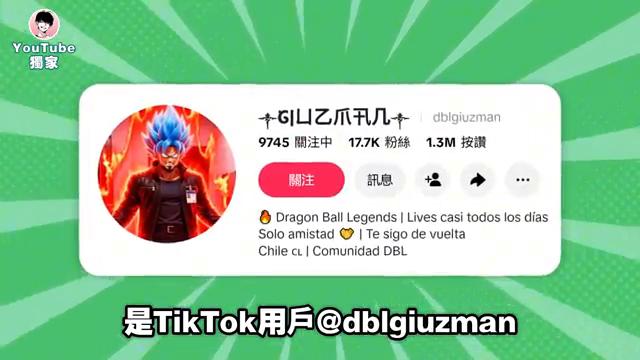 YouTube
獨家
GIUZMAN
dblgiuzman
9745 關注中 17.7K 粉絲 1.3M 按讚
關注
訊息
🔥 Dragon Ball Legends | Lives casi todos los días
Solo amistad 🤝 | Te sigo de vuelta
Chile CL | Comunidad DBL
是TikTok用戶@dblgiuzman